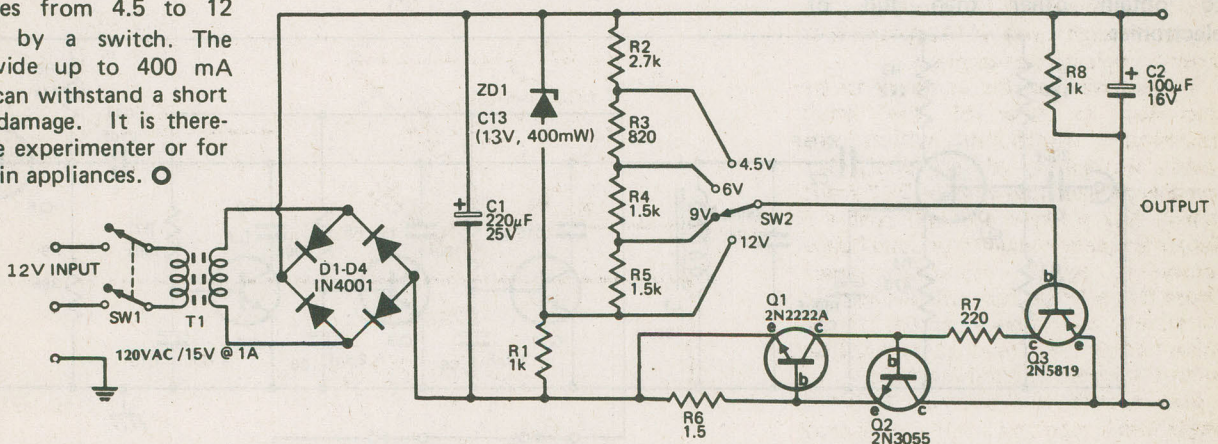 es from 4.5 to 12
by a switch. The
vide up to 400 mA
can withstand a short
damage. It is there-
e experimenter or for
in appliances.
R2
2.7k
ZD1
C13
(13V, 400mW)
R3
820
R8
1k
+
C2
100μF
16V
4.5V
6V
R4
1.5k
9V
SW2
12V
+
C1
220μF
25V
OUTPUT
12V INPUT
SW1
T1
D1-D4
IN4001
R5
1.5k
120VAC /15V @ 1A
R1
1k
Q1
2N2222A
e
c
b
R6
1.5
b
e
c
Q2
2N3055
R7
220
b
c
e
Q3
2N5819